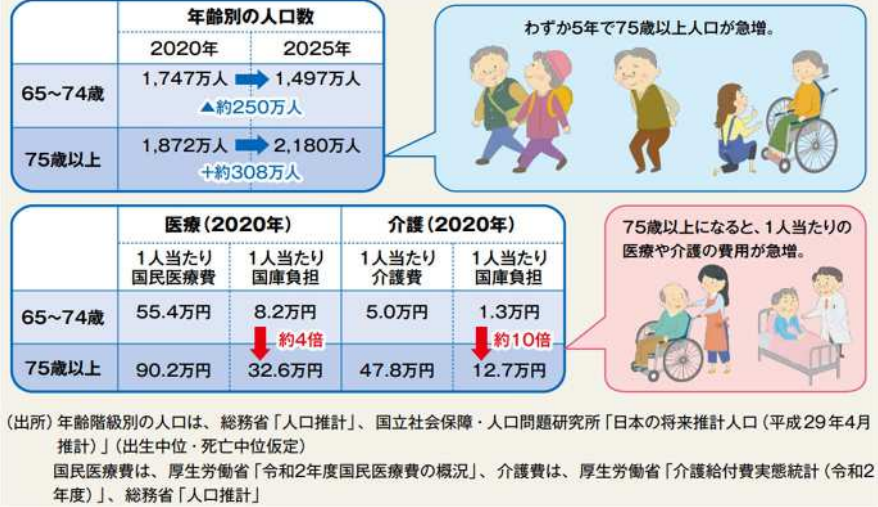 年齢別の人口数
2020年 2025年
65～74歳 1,747万人 1,497万人
▲約250万人
75歳以上 1,872万人 2,180万人
+約308万人
わずか5年で75歳以上人口が急増。
医療(2020年) 介護(2020年)
1人当たり 1人当たり 1人当たり 1人当たり
国民医療費 国庫負担 介護費 国庫負担
65～74歳 55.4万円 8.2万円 5.0万円 1.3万円
約4倍 約10倍
75歳以上 90.2万円 32.6万円 47.8万円 12.7万円
75歳以上になると、1人当たりの
医療や介護の費用が急増。
(出所)年齢階級別の人口は、総務省「人口推計」、国立社会保障・人口問題研究所「日本の将来推計人口(平成29年4月
推計)」(出生中位・死亡中位仮定)
国民医療費は、厚生労働省「令和2年度国民医療費の概況」、介護費は、厚生労働省「介護給付費実態統計(令和2
年度)」、総務省「人口推計」